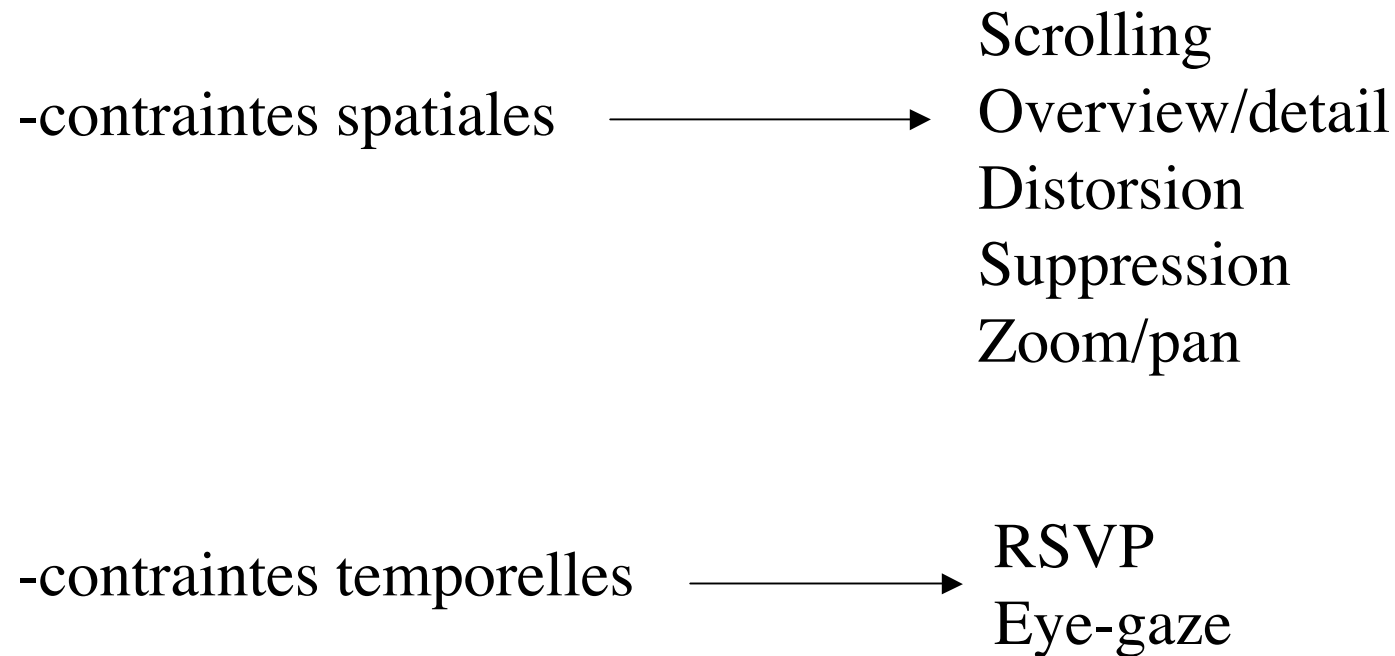 -contraintes spatiales
Scrolling
Overview/detail
Distorsion
Suppression
Zoom/pan
-contraintes temporelles
RSVP
Eye-gaze